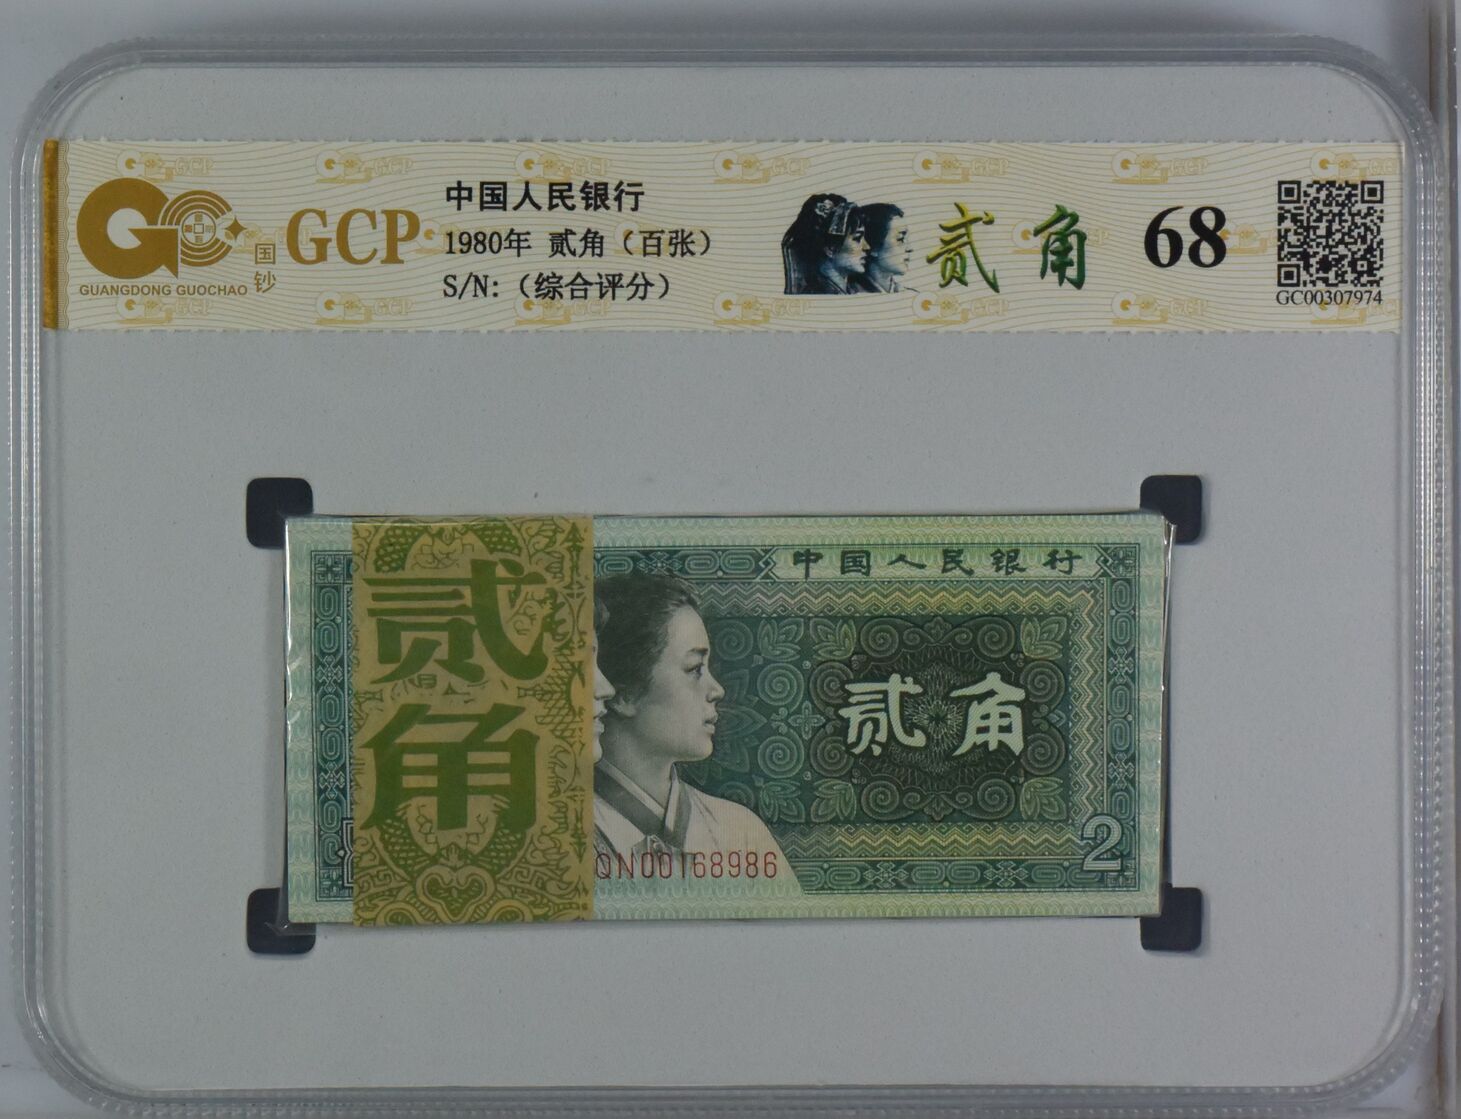 GCP
国钞
GUANGDONG GUOCHAO
中国人民银行
1980年 贰角（百张）
S/N:（综合评分）
贰角
68
GC00307974
贰角
中国人民银行
贰角
QN00168986
2